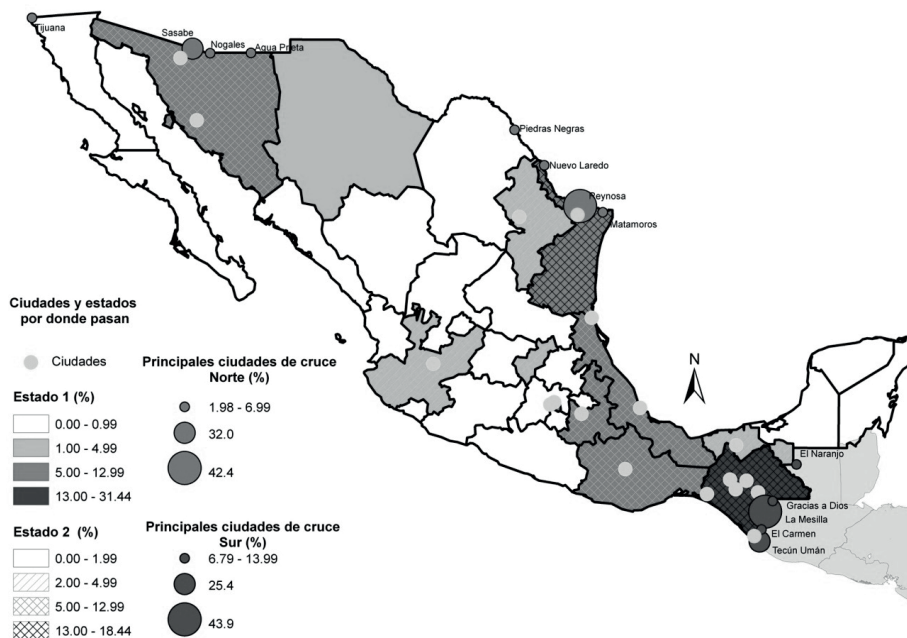 Tijuana
Sasabe
Nogales
Agua Prieta
Piedras Negras
Nuevo Laredo
Reynosa
Matamoros
N
El Naranjo
Gracias a Dios
La Mesilla
El Carmen
Tecún Umán
Ciudades y estados
por donde pasan
Ciudades
Estado 1 (%)
0.00 - 0.99
1.00 - 4.99
5.00 - 12.99
13.00 - 31.44
Estado 2 (%)
0.00 - 1.99
2.00 - 4.99
5.00 - 12.99
13.00 - 18.44
Principales ciudades de cruce
Norte (%)
1.98 - 6.99
32.0
42.4
Principales ciudades de cruce
Sur (%)
6.79 - 13.99
25.4
43.9